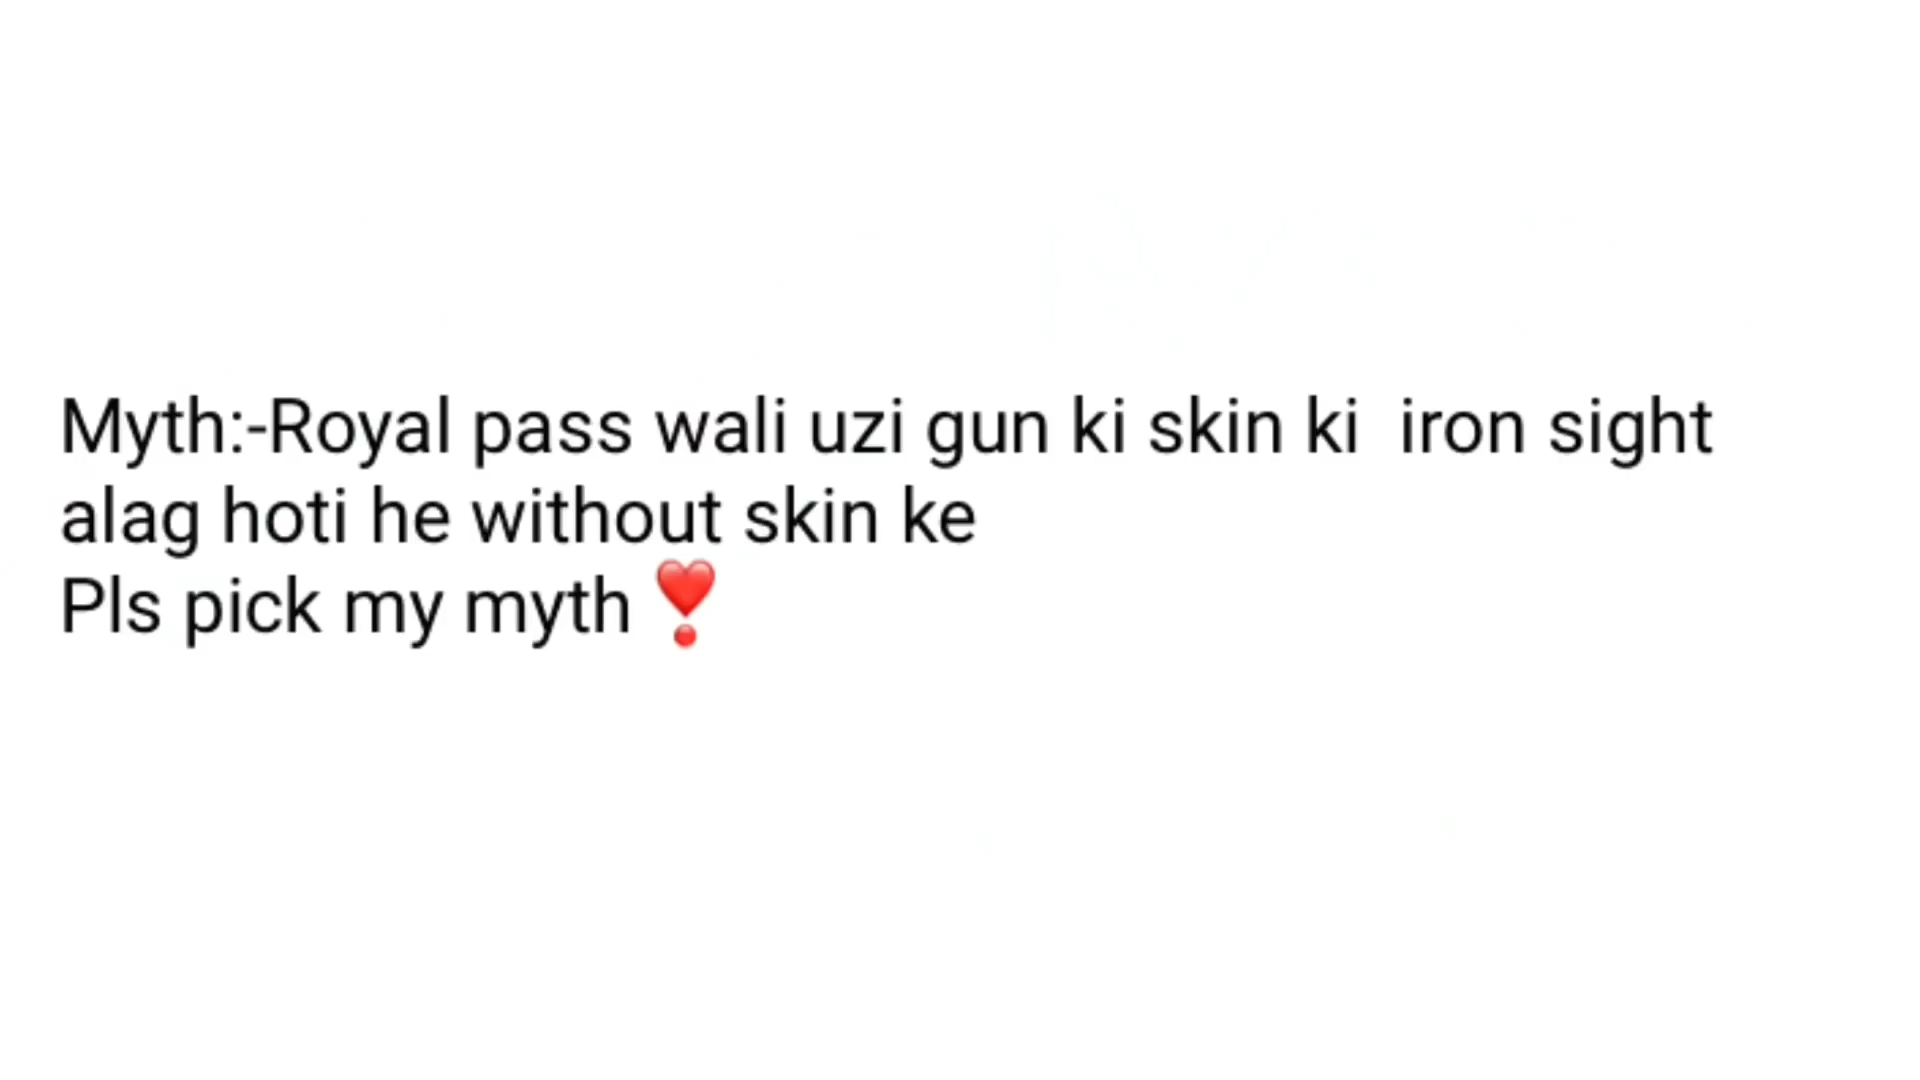 Myth:-Royal pass wali uzi gun ki skin ki  iron sight
alag hoti he without skin ke
Pls pick my myth ❣️